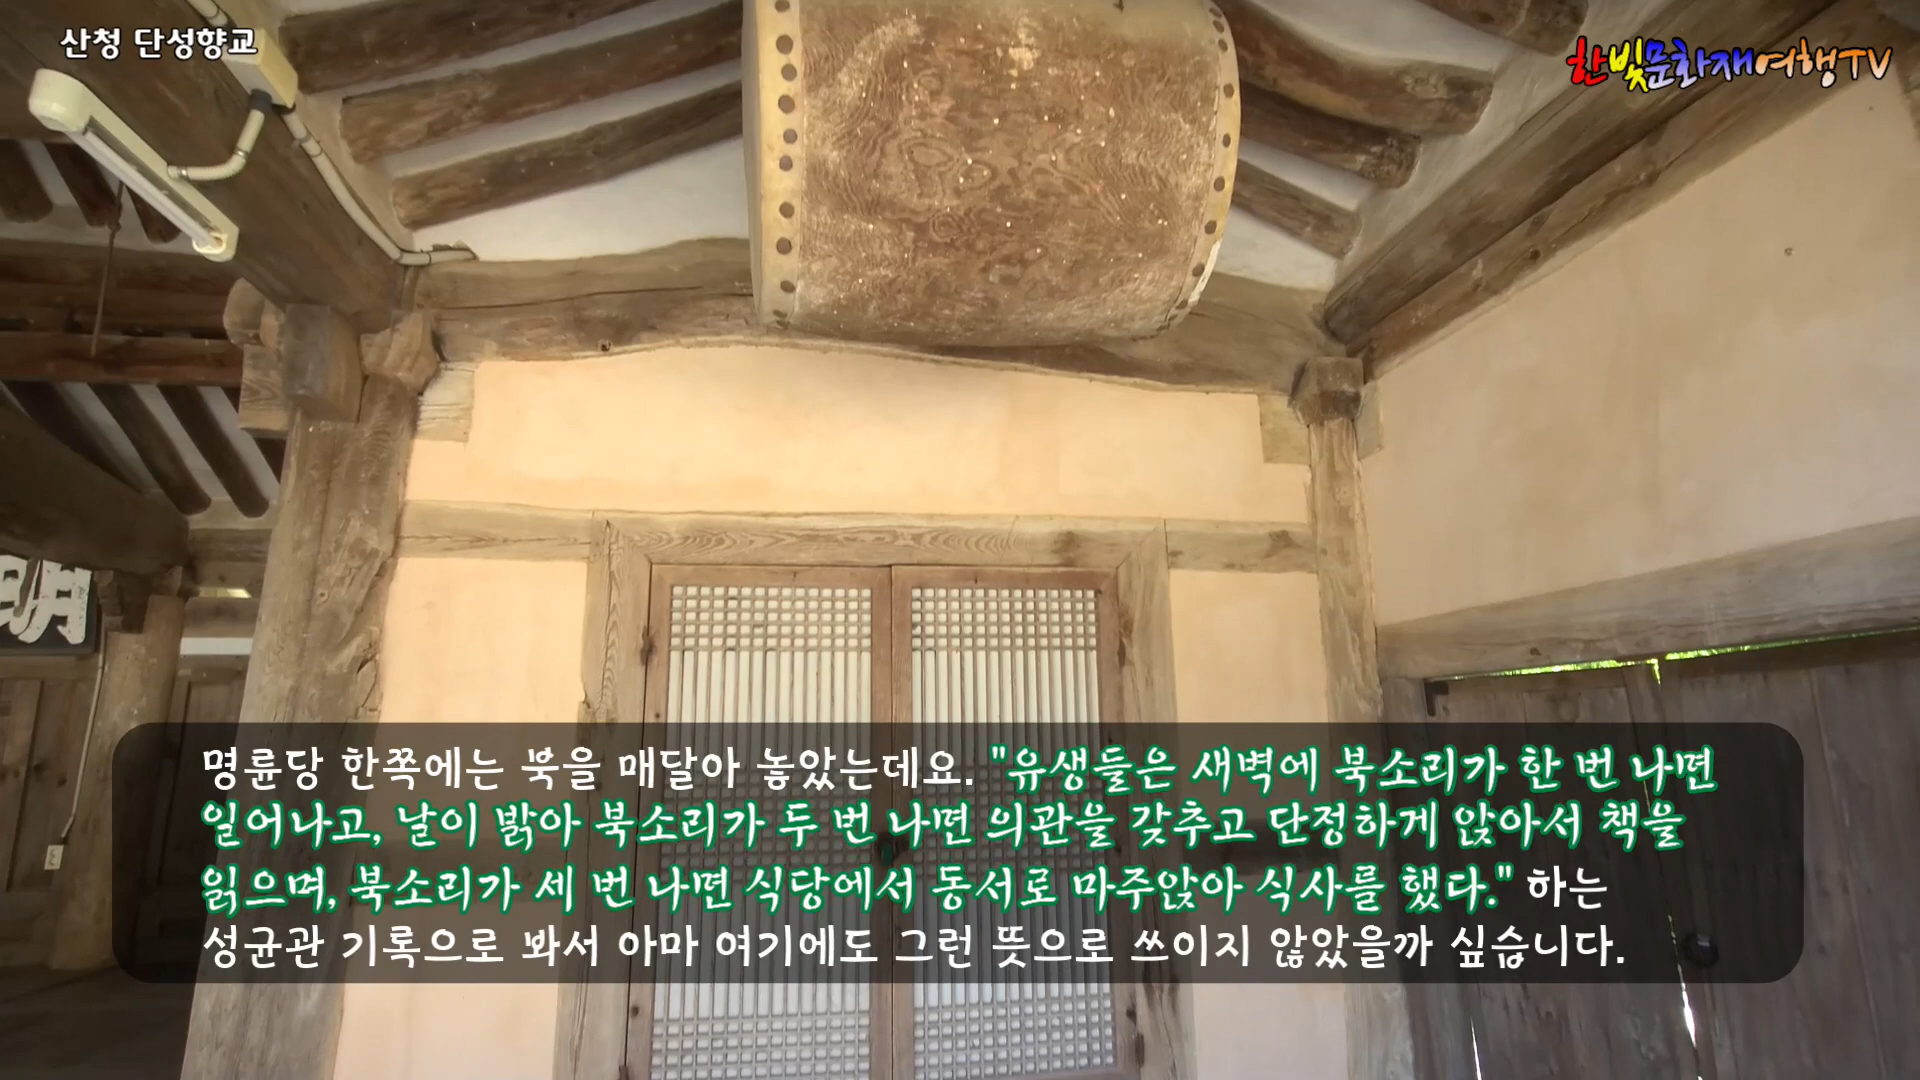 산청 단성향교
한빛문화재여행TV
明
명륜당 한쪽에는 북을 매달아 놓았는데요. "유생들은 새벽에 북소리가 한 번 나면
일어나고, 날이 밝아 북소리가 두 번 나면 의관을 갖추고 단정하게 앉아서 책을
읽으며, 북소리가 세 번 나면 식당에서 동서로 마주앉아 식사를 했다." 하는
성균관 기록으로 봐서 아마 여기에도 그런 뜻으로 쓰이지 않았을까 싶습니다.